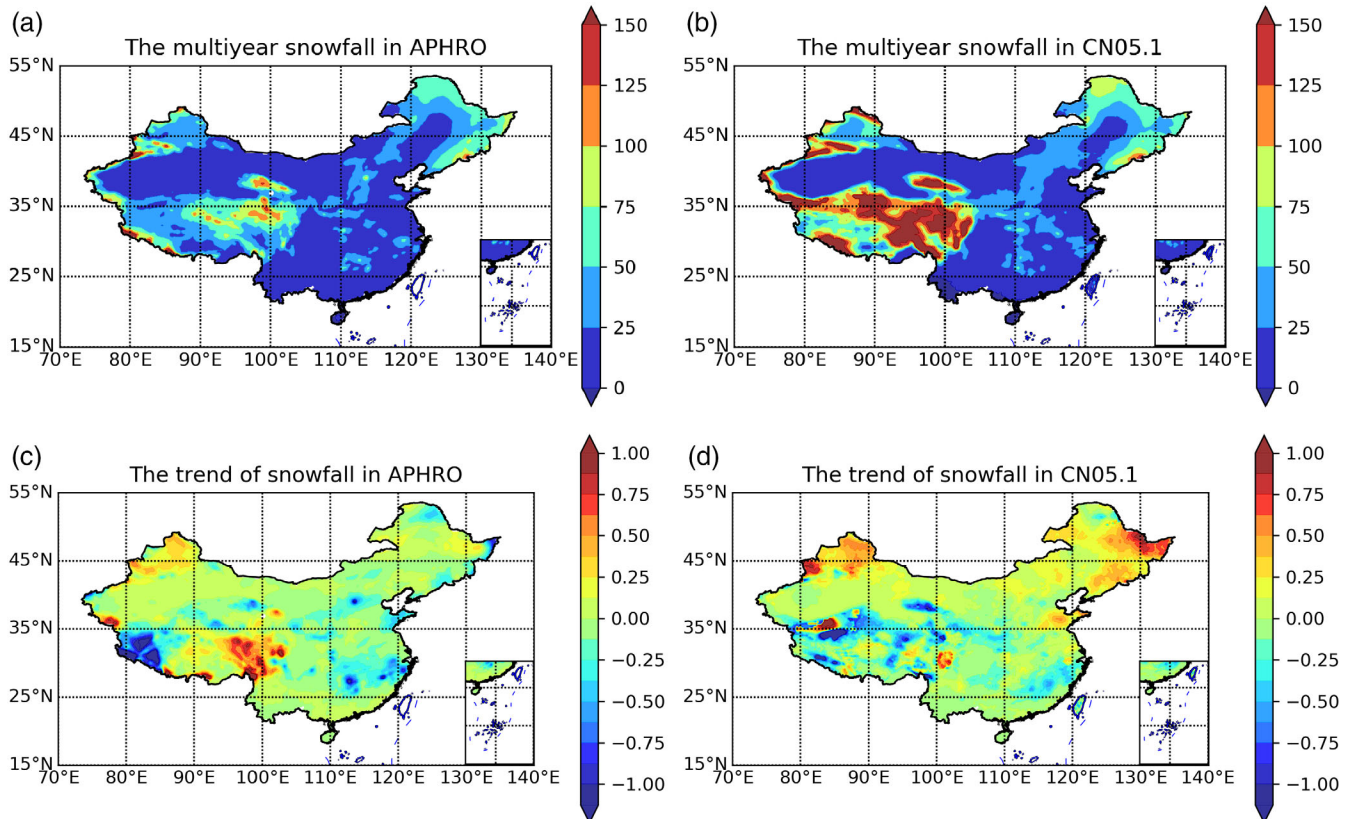 (a)
The multiyear snowfall in APHRO
55°N
45°N
35°N
25°N
15°N
70°E 80°E 90°E 100°E 110°E 120°E 130°E 140°E
150
125
100
75
50
25
0
(b)
The multiyear snowfall in CN05.1
55°N
45°N
35°N
25°N
15°N
70°E 80°E 90°E 100°E 110°E 120°E 130°E 140°E
150
125
100
75
50
25
0
(c)
The trend of snowfall in APHRO
55°N
45°N
35°N
25°N
15°N
70°E 80°E 90°E 100°E 110°E 120°E 130°E 140°E
1.00
0.75
0.50
0.25
0.00
−0.25
−0.50
−0.75
−1.00
(d)
The trend of snowfall in CN05.1
55°N
45°N
35°N
25°N
15°N
70°E 80°E 90°E 100°E 110°E 120°E 130°E 140°E
1.00
0.75
0.50
0.25
0.00
−0.25
−0.50
−0.75
−1.00